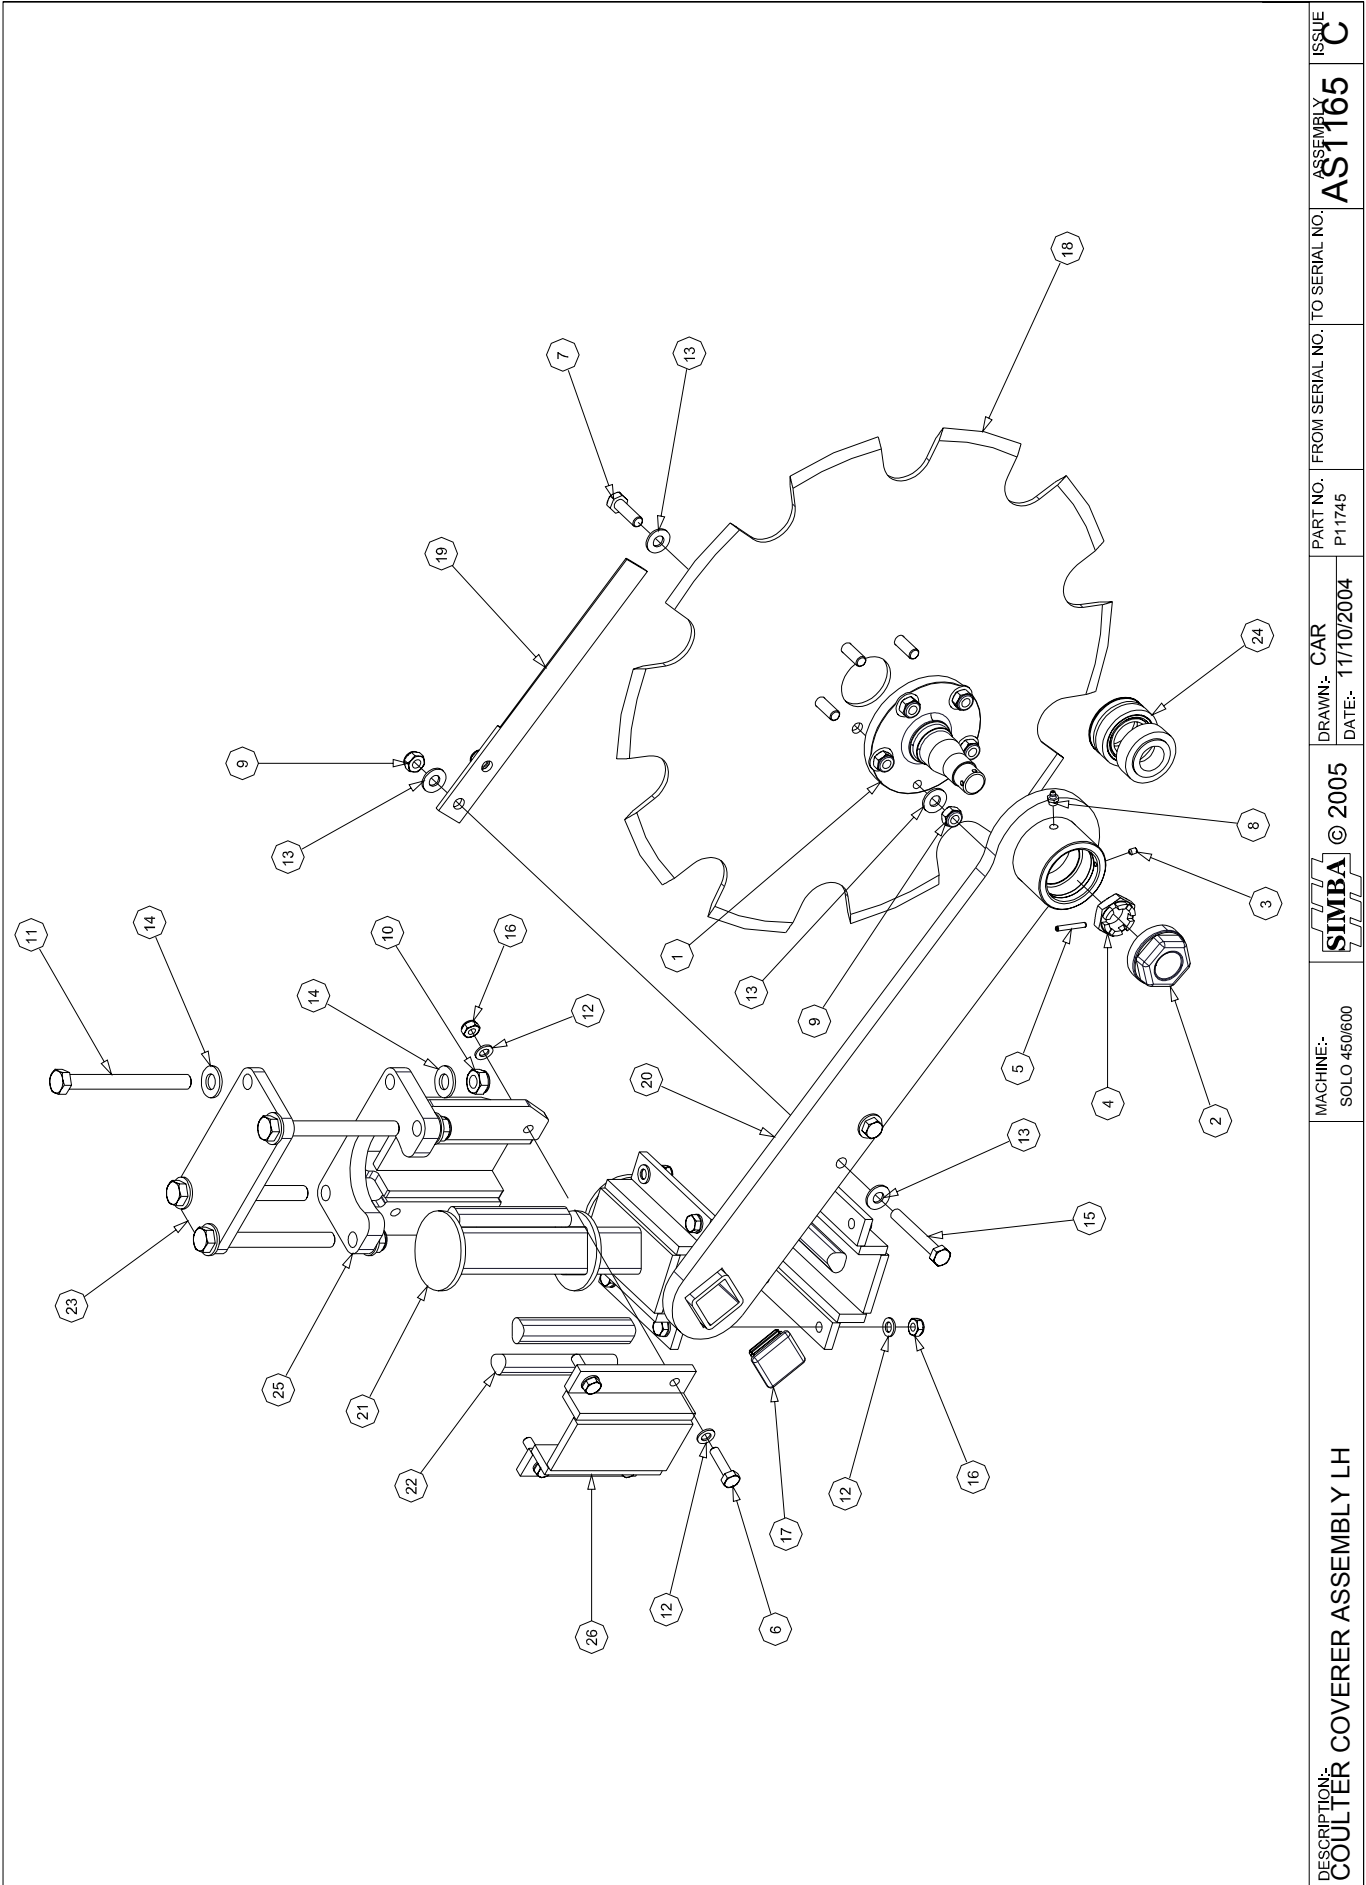 18
7
13
19
9
13
24
11
14
10
16
14
12
1
13
9
8
3
5
4
2
20
13
15
23
25
21
22
12
16
17
26
12
6
DESCRIPTION:-
COULTER COVERER ASSEMBLY LH
MACHINE:-
SOLO 450/600
SIMBA © 2005
DRAWN:- CAR
DATE:- 11/10/2004
PART NO.
P11745
FROM SERIAL NO.
TO SERIAL NO.
ASSEMBLY
AS1165
ISSUE
C